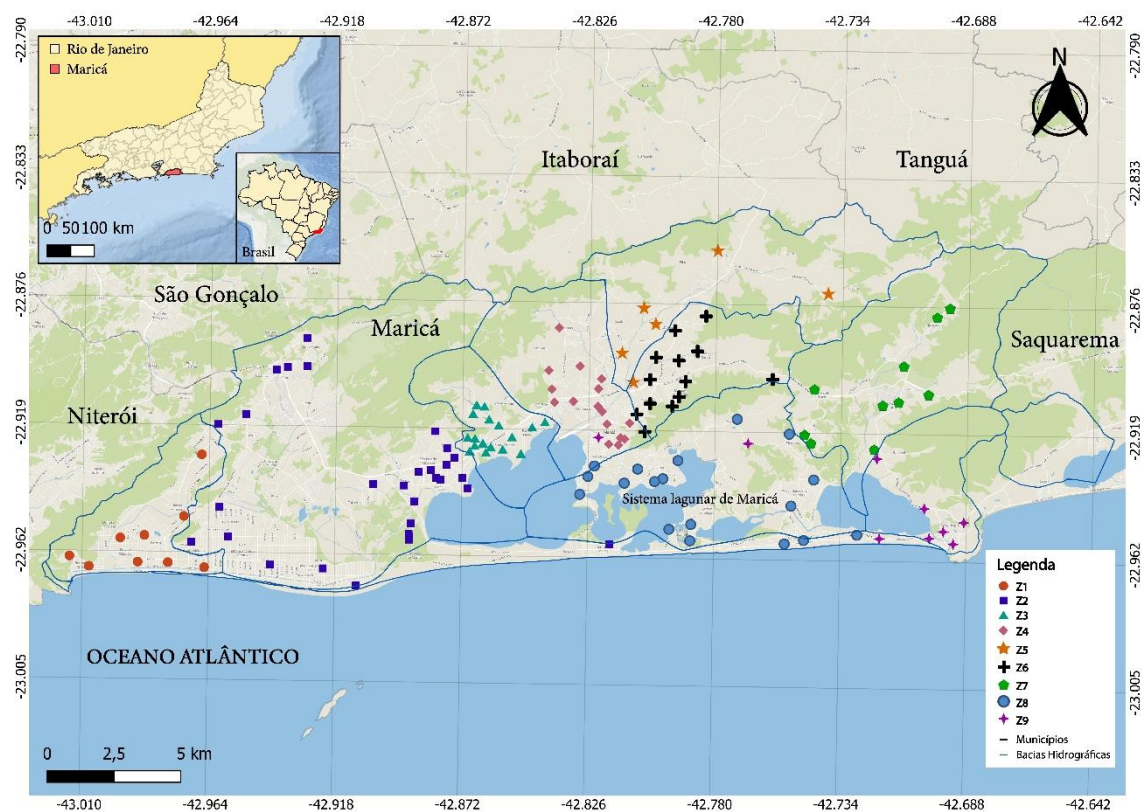 -43.010 -42.964 -42.918 -42.872 -42.826 -42.780 -42.734 -42.688 -42.642
-22.790
-22.833
-22.876
-22.919
-22.962
-23.005
Rio de Janeiro
Maricá
0 50 100 km
Brasil
N
Itaboraí
Tanguá
São Gonçalo
Maricá
Saquarema
Niterói
Sistema lagunar de Maricá
OCEANO ATLÂNTICO
0 2,5 5 km
Legenda
Z1
Z2
Z3
Z4
Z5
Z6
Z7
Z8
Z9
Municípios
Bacias Hidrográficas
-22.790
-22.833
-22.876
-22.919
-22.962
-23.005
-43.010 -42.964 -42.918 -42.872 -42.826 -42.780 -42.734 -42.688 -42.642